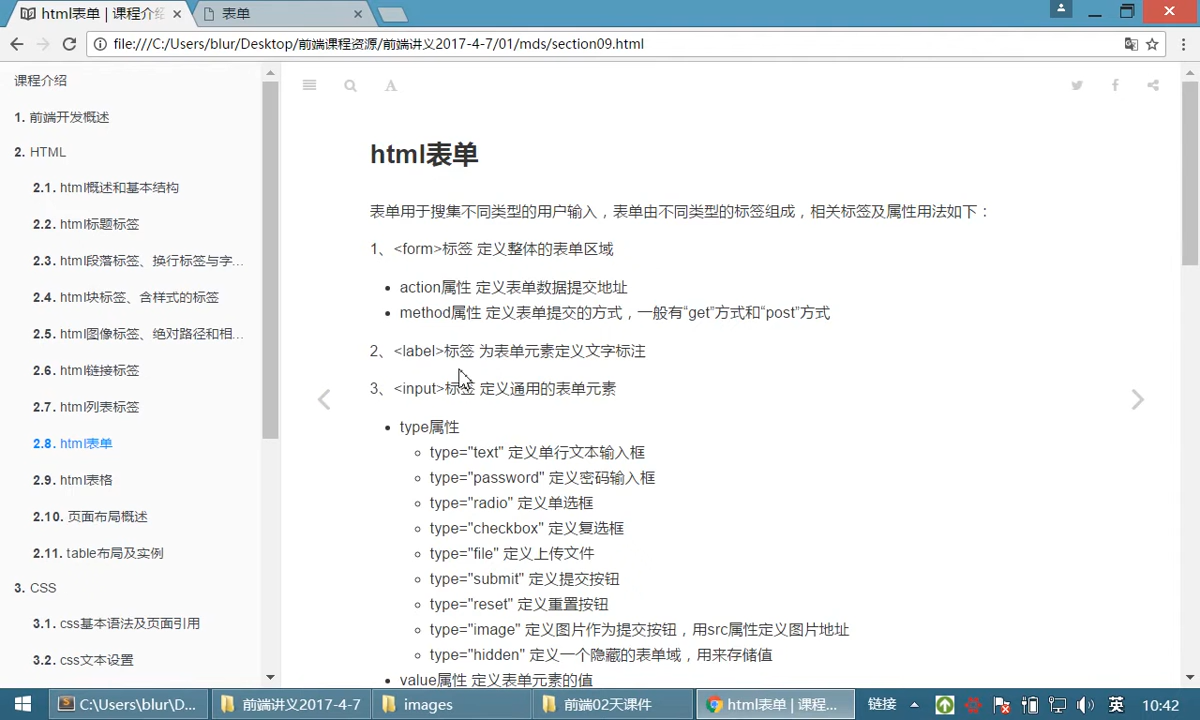 html表单 | 课程介绍
表单
file:///C:/Users/blur/Desktop/前端课程资源/前端讲义2017-4-7/01/mds/section09.html
课程介绍
1. 前端开发概述
2. HTML
2.1. html概述和基本结构
2.2. html标题标签
2.3. html段落标签、换行标签与字...
2.4. html块标签、含样式的标签
2.5. html图像标签、绝对路径和相...
2.6. html链接标签
2.7. html列表标签
2.8. html表单
2.9. html表格
2.10. 页面布局概述
2.11. table布局及实例
3. CSS
3.1. css基本语法及页面引用
3.2. css文本设置
A
html表单
表单用于搜集不同类型的用户输入，表单由不同类型的标签组成，相关标签及属性用法如下：
1、<form>标签 定义整体的表单区域
• action属性 定义表单数据提交地址
• method属性 定义表单提交的方式，一般有“get”方式和“post”方式
2、<label>标签 为表单元素定义文字标注
3、<input>标签 定义通用的表单元素
• type属性
◦ type="text" 定义单行文本输入框
◦ type="password" 定义密码输入框
◦ type="radio" 定义单选框
◦ type="checkbox" 定义复选框
◦ type="file" 定义上传文件
◦ type="submit" 定义提交按钮
◦ type="reset" 定义重置按钮
◦ type="image" 定义图片作为提交按钮，用src属性定义图片地址
◦ type="hidden" 定义一个隐藏的表单域，用来存储值
• value属性 定义表单元素的值
C:\Users\blur\D...
前端讲义2017-4-7
images
前端02天课件
html表单 | 课程...
链接
英
10:42